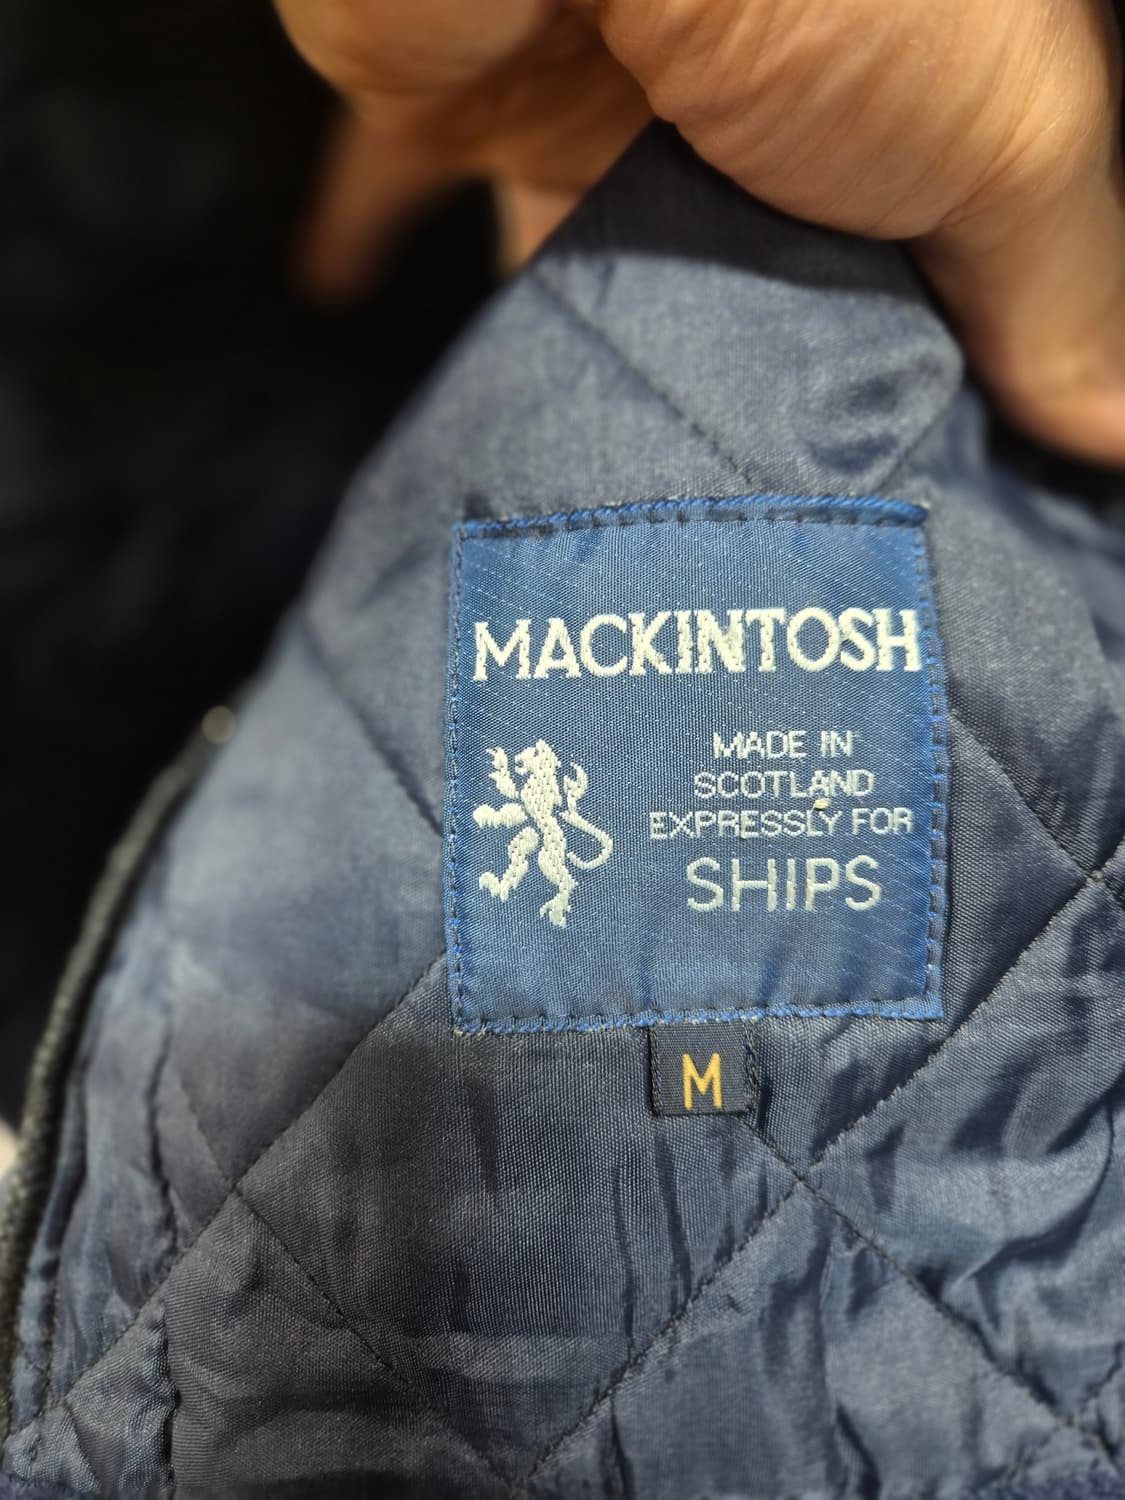 MACKINTOSH
MADE IN
SCOTLAND
EXPRESSLY FOR
SHIPS
M